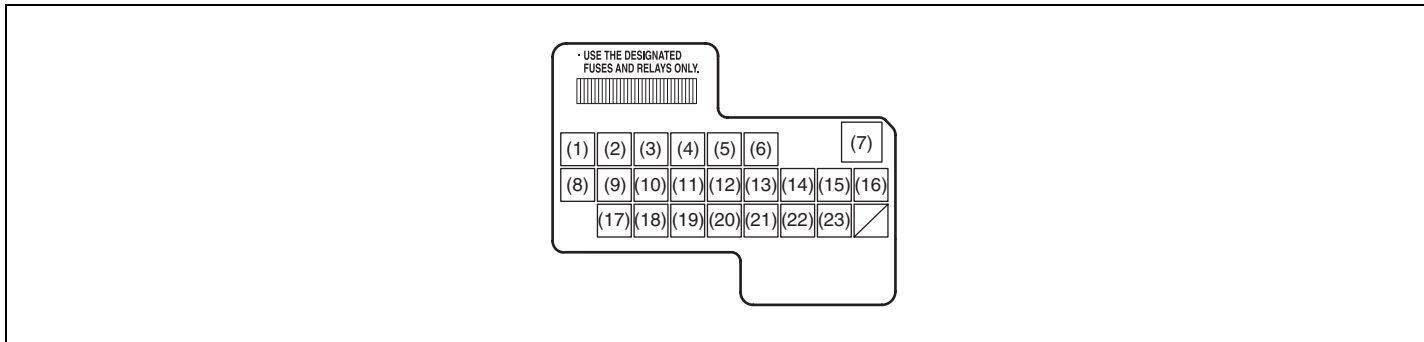 · USE THE DESIGNATED
FUSES AND RELAYS ONLY.
(1) (2) (3) (4) (5) (6) (7)
(8) (9) (10) (11) (12) (13) (14) (15) (16)
(17) (18) (19) (20) (21) (22) (23)